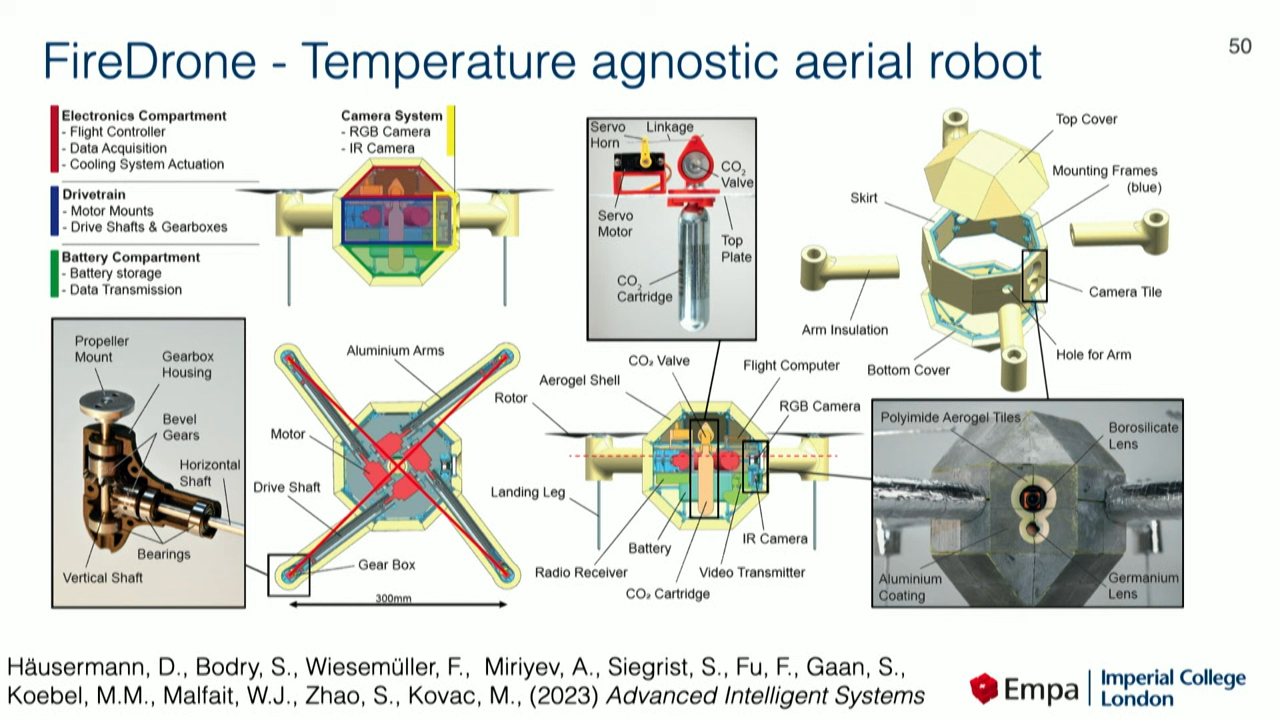 FireDrone - Temperature agnostic aerial robot
50
Electronics Compartment
- Flight Controller
- Data Acquisition
- Cooling System Actuation
Drivetrain
- Motor Mounts
- Drive Shafts & Gearboxes
Battery Compartment
- Battery storage
- Data Transmission
Camera System
- RGB Camera
- IR Camera
Servo
Horn
Linkage
CO₂
Valve
Servo
Motor
Top
Plate
CO₂
Cartridge
Top Cover
Mounting Frames
(blue)
Skirt
Camera Tile
Arm Insulation
Hole for Arm
Bottom Cover
Propeller
Mount
Gearbox
Housing
Bevel
Gears
Horizontal
Shaft
Bearings
Vertical Shaft
Aluminium Arms
Motor
Drive Shaft
Gear Box
300mm
CO₂ Valve
Flight Computer
Aerogel Shell
RGB Camera
Rotor
Landing Leg
Battery
IR Camera
Radio Receiver
Video Transmitter
CO₂ Cartridge
Polyimide Aerogel Tiles
Borosilicate
Lens
Aluminium
Coating
Germanium
Lens
Häusermann, D., Bodry, S., Wiesemüller, F., Miriyev, A., Siegrist, S., Fu, F., Gaan, S.,
Koebel, M.M., Malfait, W.J., Zhao, S., Kovac, M., (2023) Advanced Intelligent Systems
Empa
Imperial College
London